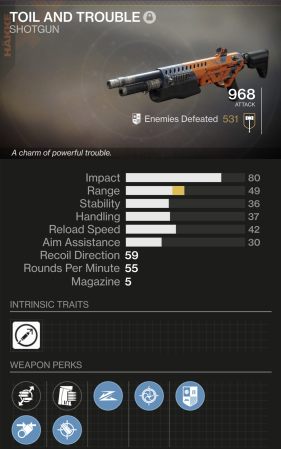 TOIL AND TROUBLE
SHOTGUN
HÄKKE
968
ATTACK
Enemies Defeated 531
A charm of powerful trouble.
Impact 80
Range 49
Stability 36
Handling 37
Reload Speed 42
Aim Assistance 30
Recoil Direction 59
Rounds Per Minute 55
Magazine 5
INTRINSIC TRAITS
WEAPON PERKS